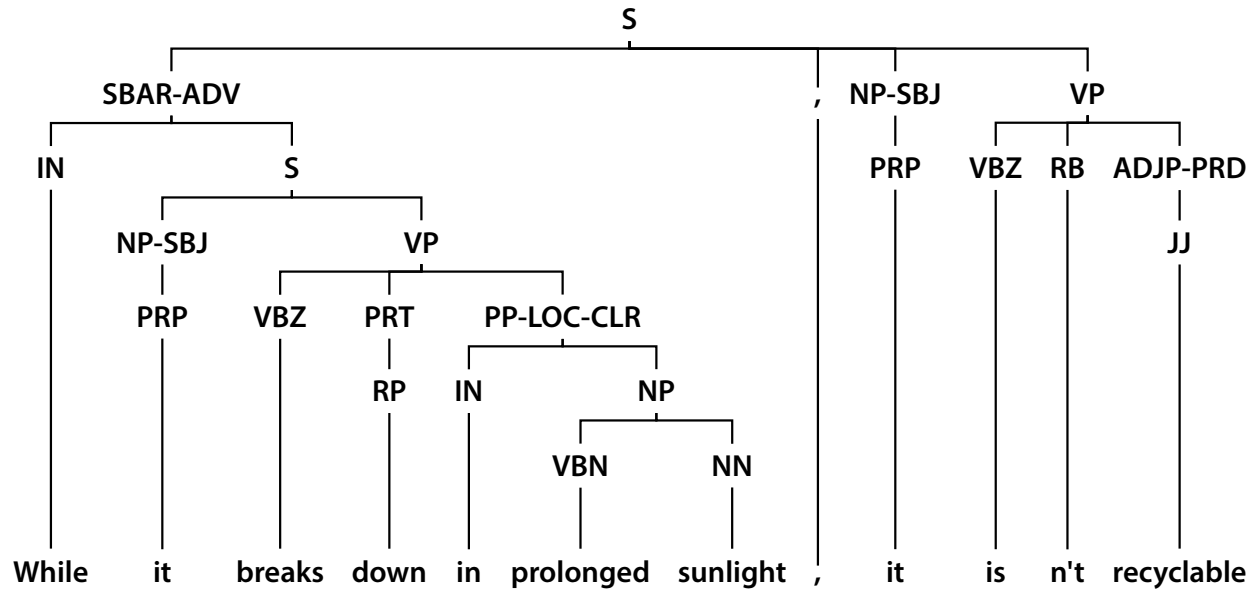 S
SBAR-ADV , NP-SBJ VP
IN S PRP VBZ RB ADJP-PRD
NP-SBJ VP JJ
PRP VBZ PRT PP-LOC-CLR
RP IN NP
VBN NN
While it breaks down in prolonged sunlight , it is n't recyclable